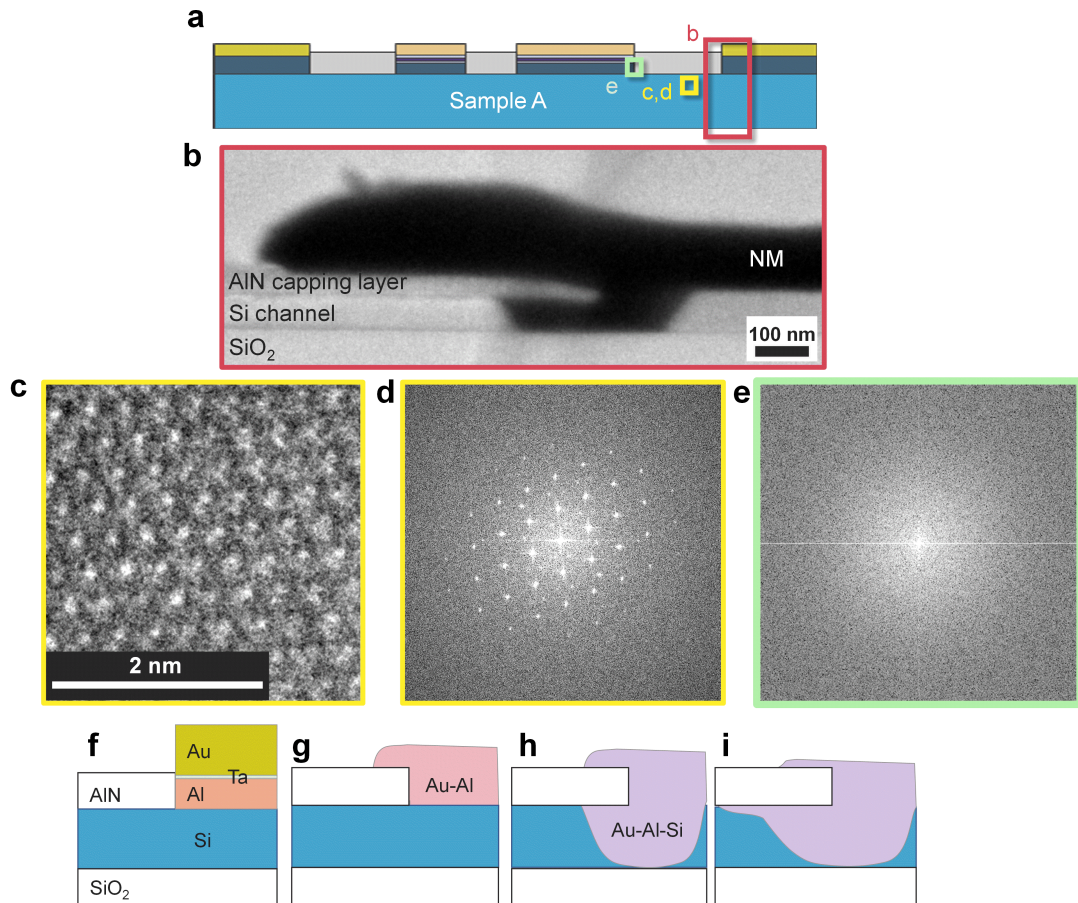 a
b
Sample A
e
c,d
b
NM
AlN capping layer
Si channel
SiO₂
100 nm
c
d
e
2 nm
f
g
h
i
Au
Ta
AlN
Al
Au-Al
Si
Au-Al-Si
SiO₂